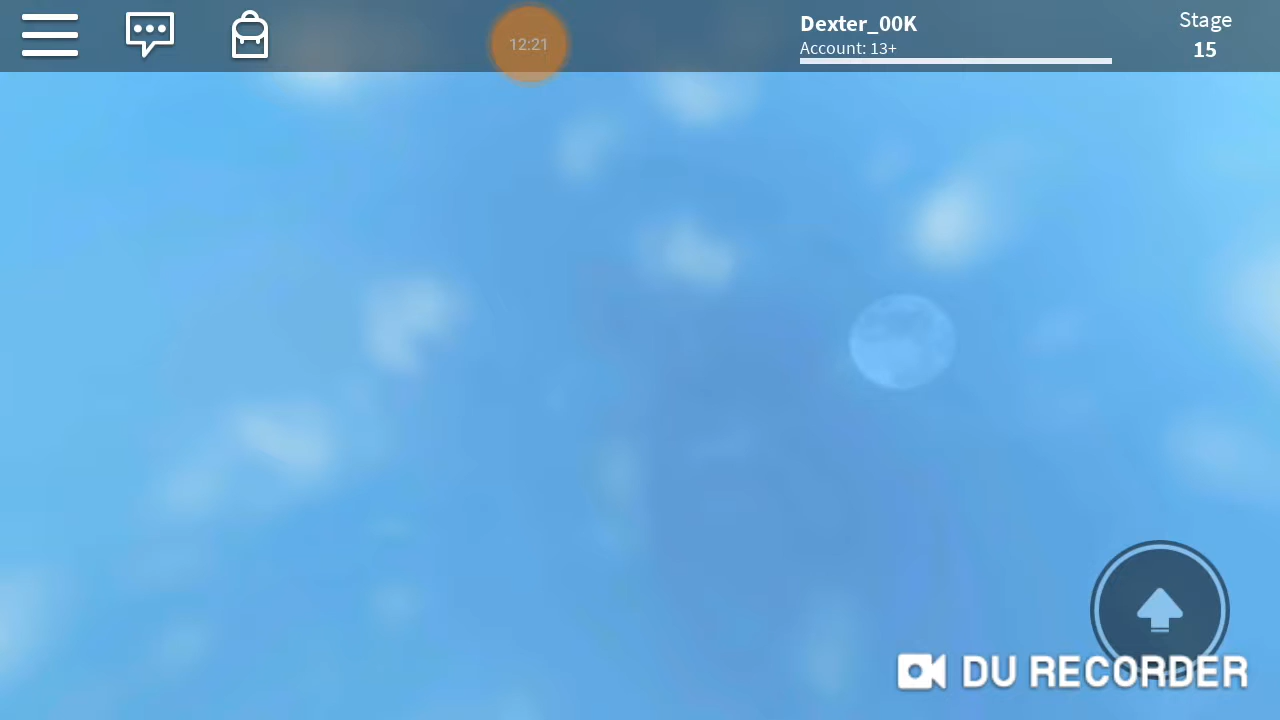 12:21
Dexter_00K
Account: 13+
Stage
15
DU RECORDER